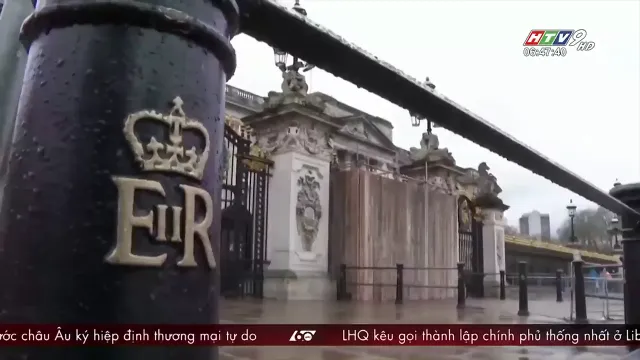 HTV9 HD
06:47:40
EIIR
ước châu Âu ký hiệp định thương mại tự do
60
LHQ kêu gọi thành lập chính phủ thống nhất ở Lib